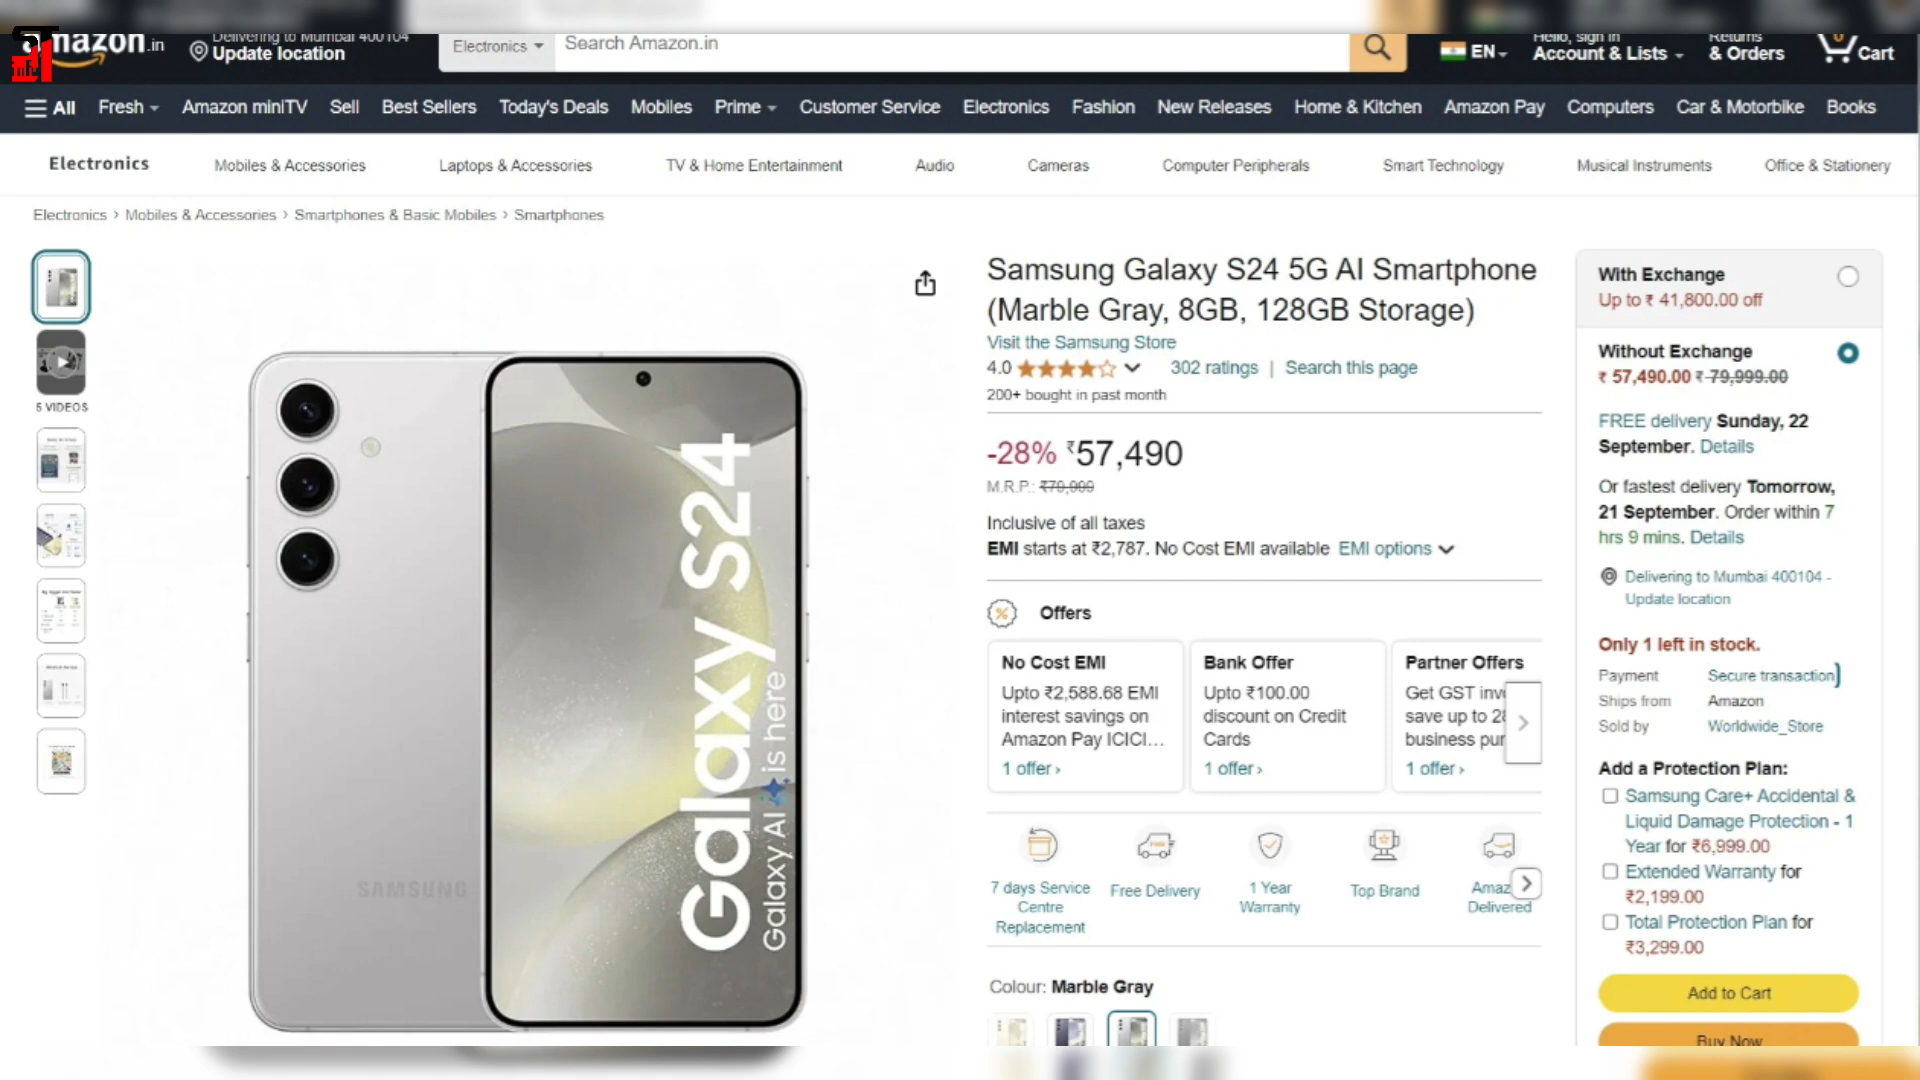 amazon.in
Delivering to Mumbai 400104
Update location
Electronics
Search Amazon.in
EN
Hello, sign in
Account & Lists
Returns
& Orders
0
Cart
All
Fresh
Amazon miniTV
Sell
Best Sellers
Today's Deals
Mobiles
Prime
Customer Service
Electronics
Fashion
New Releases
Home & Kitchen
Amazon Pay
Computers
Car & Motorbike
Books
Electronics
Mobiles & Accessories
Laptops & Accessories
TV & Home Entertainment
Audio
Cameras
Computer Peripherals
Smart Technology
Musical Instruments
Office & Stationery
Electronics › Mobiles & Accessories › Smartphones & Basic Mobiles › Smartphones
5 VIDEOS
SAMSUNG
Galaxy S24
Galaxy AI is here
Samsung Galaxy S24 5G AI Smartphone
(Marble Gray, 8GB, 128GB Storage)
Visit the Samsung Store
4.0
302 ratings | Search this page
200+ bought in past month
-28% ₹57,490
M.R.P.: ₹79,999
Inclusive of all taxes
EMI starts at ₹2,787. No Cost EMI available EMI options
Offers
No Cost EMI
Upto ₹2,588.68 EMI
interest savings on
Amazon Pay ICICI…
1 offer ›
Bank Offer
Upto ₹100.00
discount on Credit
Cards
1 offer ›
Partner Offers
Get GST inv
save up to 28
business pur
1 offer ›
7 days Service
Centre
Replacement
Free Delivery
1 Year
Warranty
Top Brand
Amaz
Delivered
Colour: Marble Gray
With Exchange
Up to ₹ 41,800.00 off
Without Exchange
₹ 57,490.00 ₹ 79,999.00
FREE delivery Sunday, 22
September. Details
Or fastest delivery Tomorrow,
21 September. Order within 7
hrs 9 mins. Details
Delivering to Mumbai 400104 -
Update location
Only 1 left in stock.
Payment
Secure transaction
Ships from
Amazon
Sold by
Worldwide_Store
Add a Protection Plan:
Samsung Care+ Accidental &
Liquid Damage Protection - 1
Year for ₹6,999.00
Extended Warranty for
₹2,199.00
Total Protection Plan for
₹3,299.00
Add to Cart
Buy Now